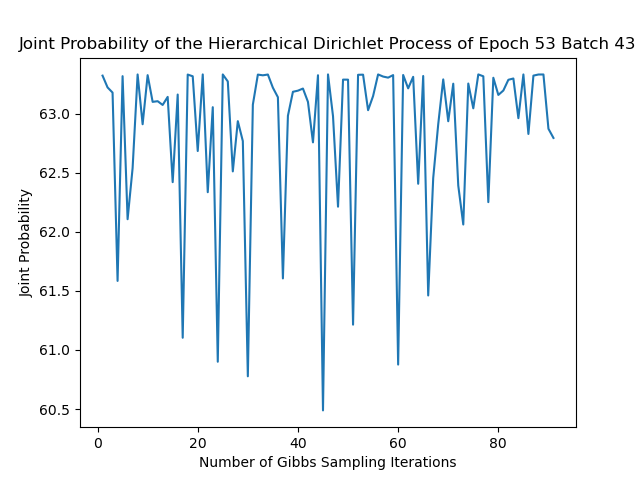 Joint Probability of the Hierarchical Dirichlet Process of Epoch 53 Batch 43
Joint Probability
63.0
62.5
62.0
61.5
61.0
60.5
0 20 40 60 80
Number of Gibbs Sampling Iterations